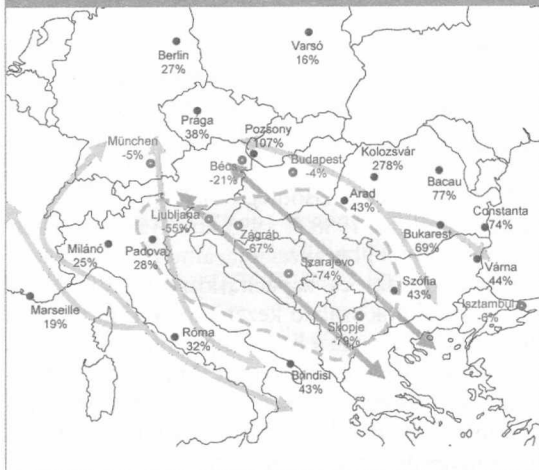 Varsó
16%
Berlin
27%
Prága
38%
Pozsony
107%
München
-5%
Bécs
-21%
Budapest
-4%
Kolozsvár
278%
Bacau
77%
Arad
43%
Constanta
74%
Ljubljana
-55%
Zágráb
-67%
Bukarest
69%
Milánó
25%
Padova
28%
Szarajevo
-74%
Várna
44%
Szófia
43%
Isztambul
-6%
Marseille
19%
Skopje
-79%
Róma
32%
Brindisi
43%